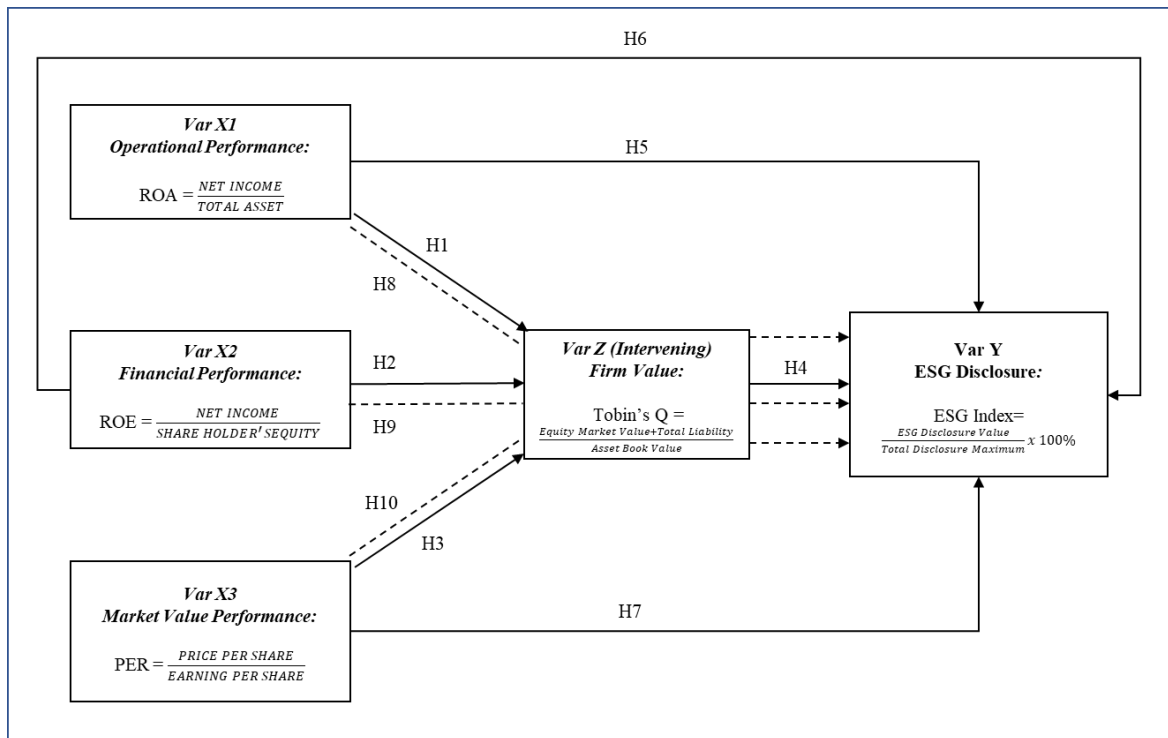 H6
Var X1
Operational Performance:
ROA = NET INCOME / TOTAL ASSET
H5
H1
H8
Var X2
Financial Performance:
ROE = NET INCOME / SHARE HOLDER'SEQUITY
H2
H9
Var Z (Intervening)
Firm Value:
Tobin's Q =
Equity Market Value+Total Liability / Asset Book Value
H4
Var Y
ESG Disclosure:
ESG Index=
ESG Disclosure Value / Total Disclosure Maximum x 100%
H10
H3
Var X3
Market Value Performance:
PER = PRICE PER SHARE / EARNING PER SHARE
H7